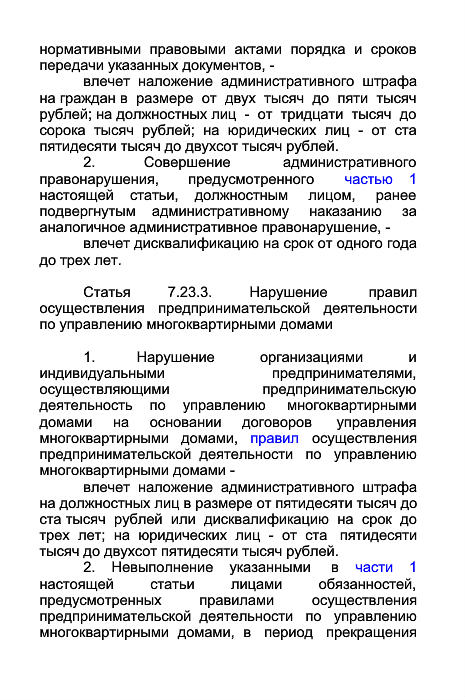 нормативными правовыми актами порядка и сроков
передачи указанных документов, -
влечет наложение административного штрафа
на граждан в размере от двух тысяч до пяти тысяч
рублей; на должностных лиц - от тридцати тысяч до
сорока тысяч рублей; на юридических лиц - от ста
пятидесяти тысяч до двухсот тысяч рублей.
2. Совершение административного
правонарушения, предусмотренного частью 1
настоящей статьи, должностным лицом, ранее
подвергнутым административному наказанию за
аналогичное административное правонарушение, -
влечет дисквалификацию на срок от одного года
до трех лет.
Статья 7.23.3. Нарушение правил
осуществления предпринимательской деятельности
по управлению многоквартирными домами
1. Нарушение организациями и
индивидуальными предпринимателями,
осуществляющими предпринимательскую
деятельность по управлению многоквартирными
домами на основании договоров управления
многоквартирными домами, правил осуществления
предпринимательской деятельности по управлению
многоквартирными домами -
влечет наложение административного штрафа
на должностных лиц в размере от пятидесяти тысяч до
ста тысяч рублей или дисквалификацию на срок до
трех лет; на юридических лиц - от ста пятидесяти
тысяч до двухсот пятидесяти тысяч рублей.
2. Невыполнение указанными в части 1
настоящей статьи лицами обязанностей,
предусмотренных правилами осуществления
предпринимательской деятельности по управлению
многоквартирными домами, в период прекращения